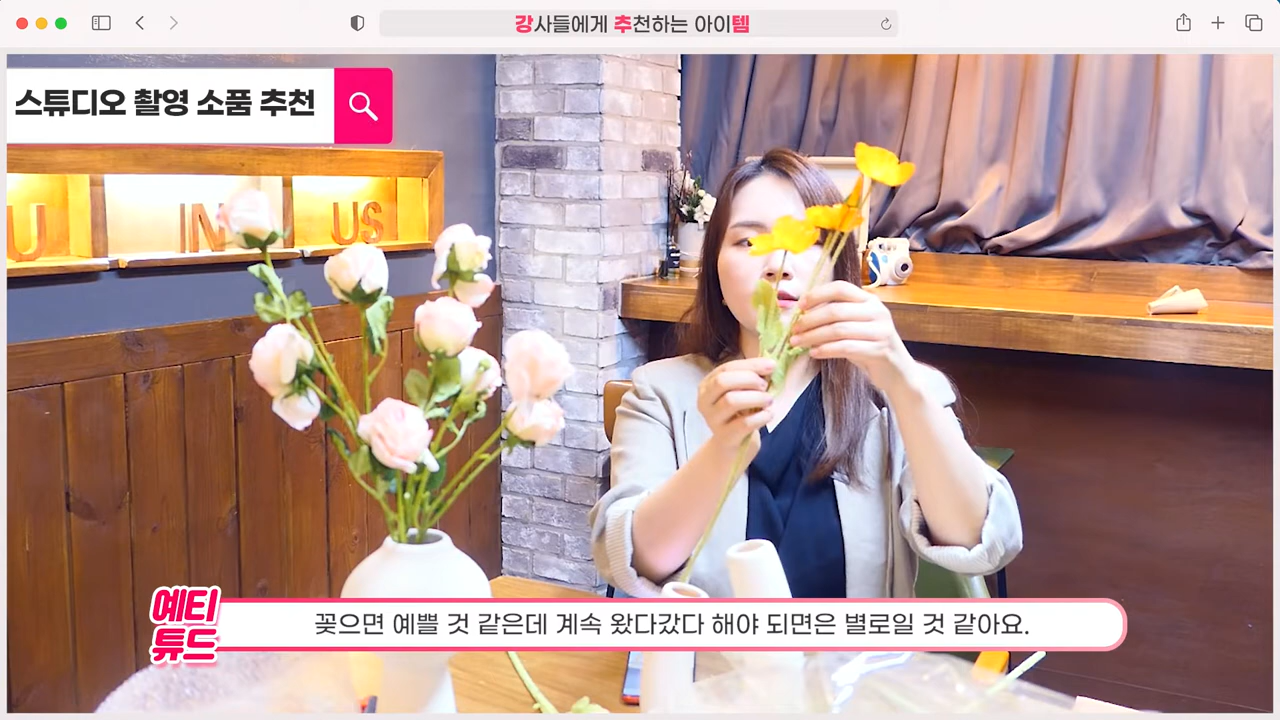 강사들에게 추천하는 아이템
스튜디오 촬영 소품 추천
U IN US
예티
튜드
꽂으면 예쁠 것 같은데 계속 왔다갔다 해야 되면은 별로일 것 같아요.